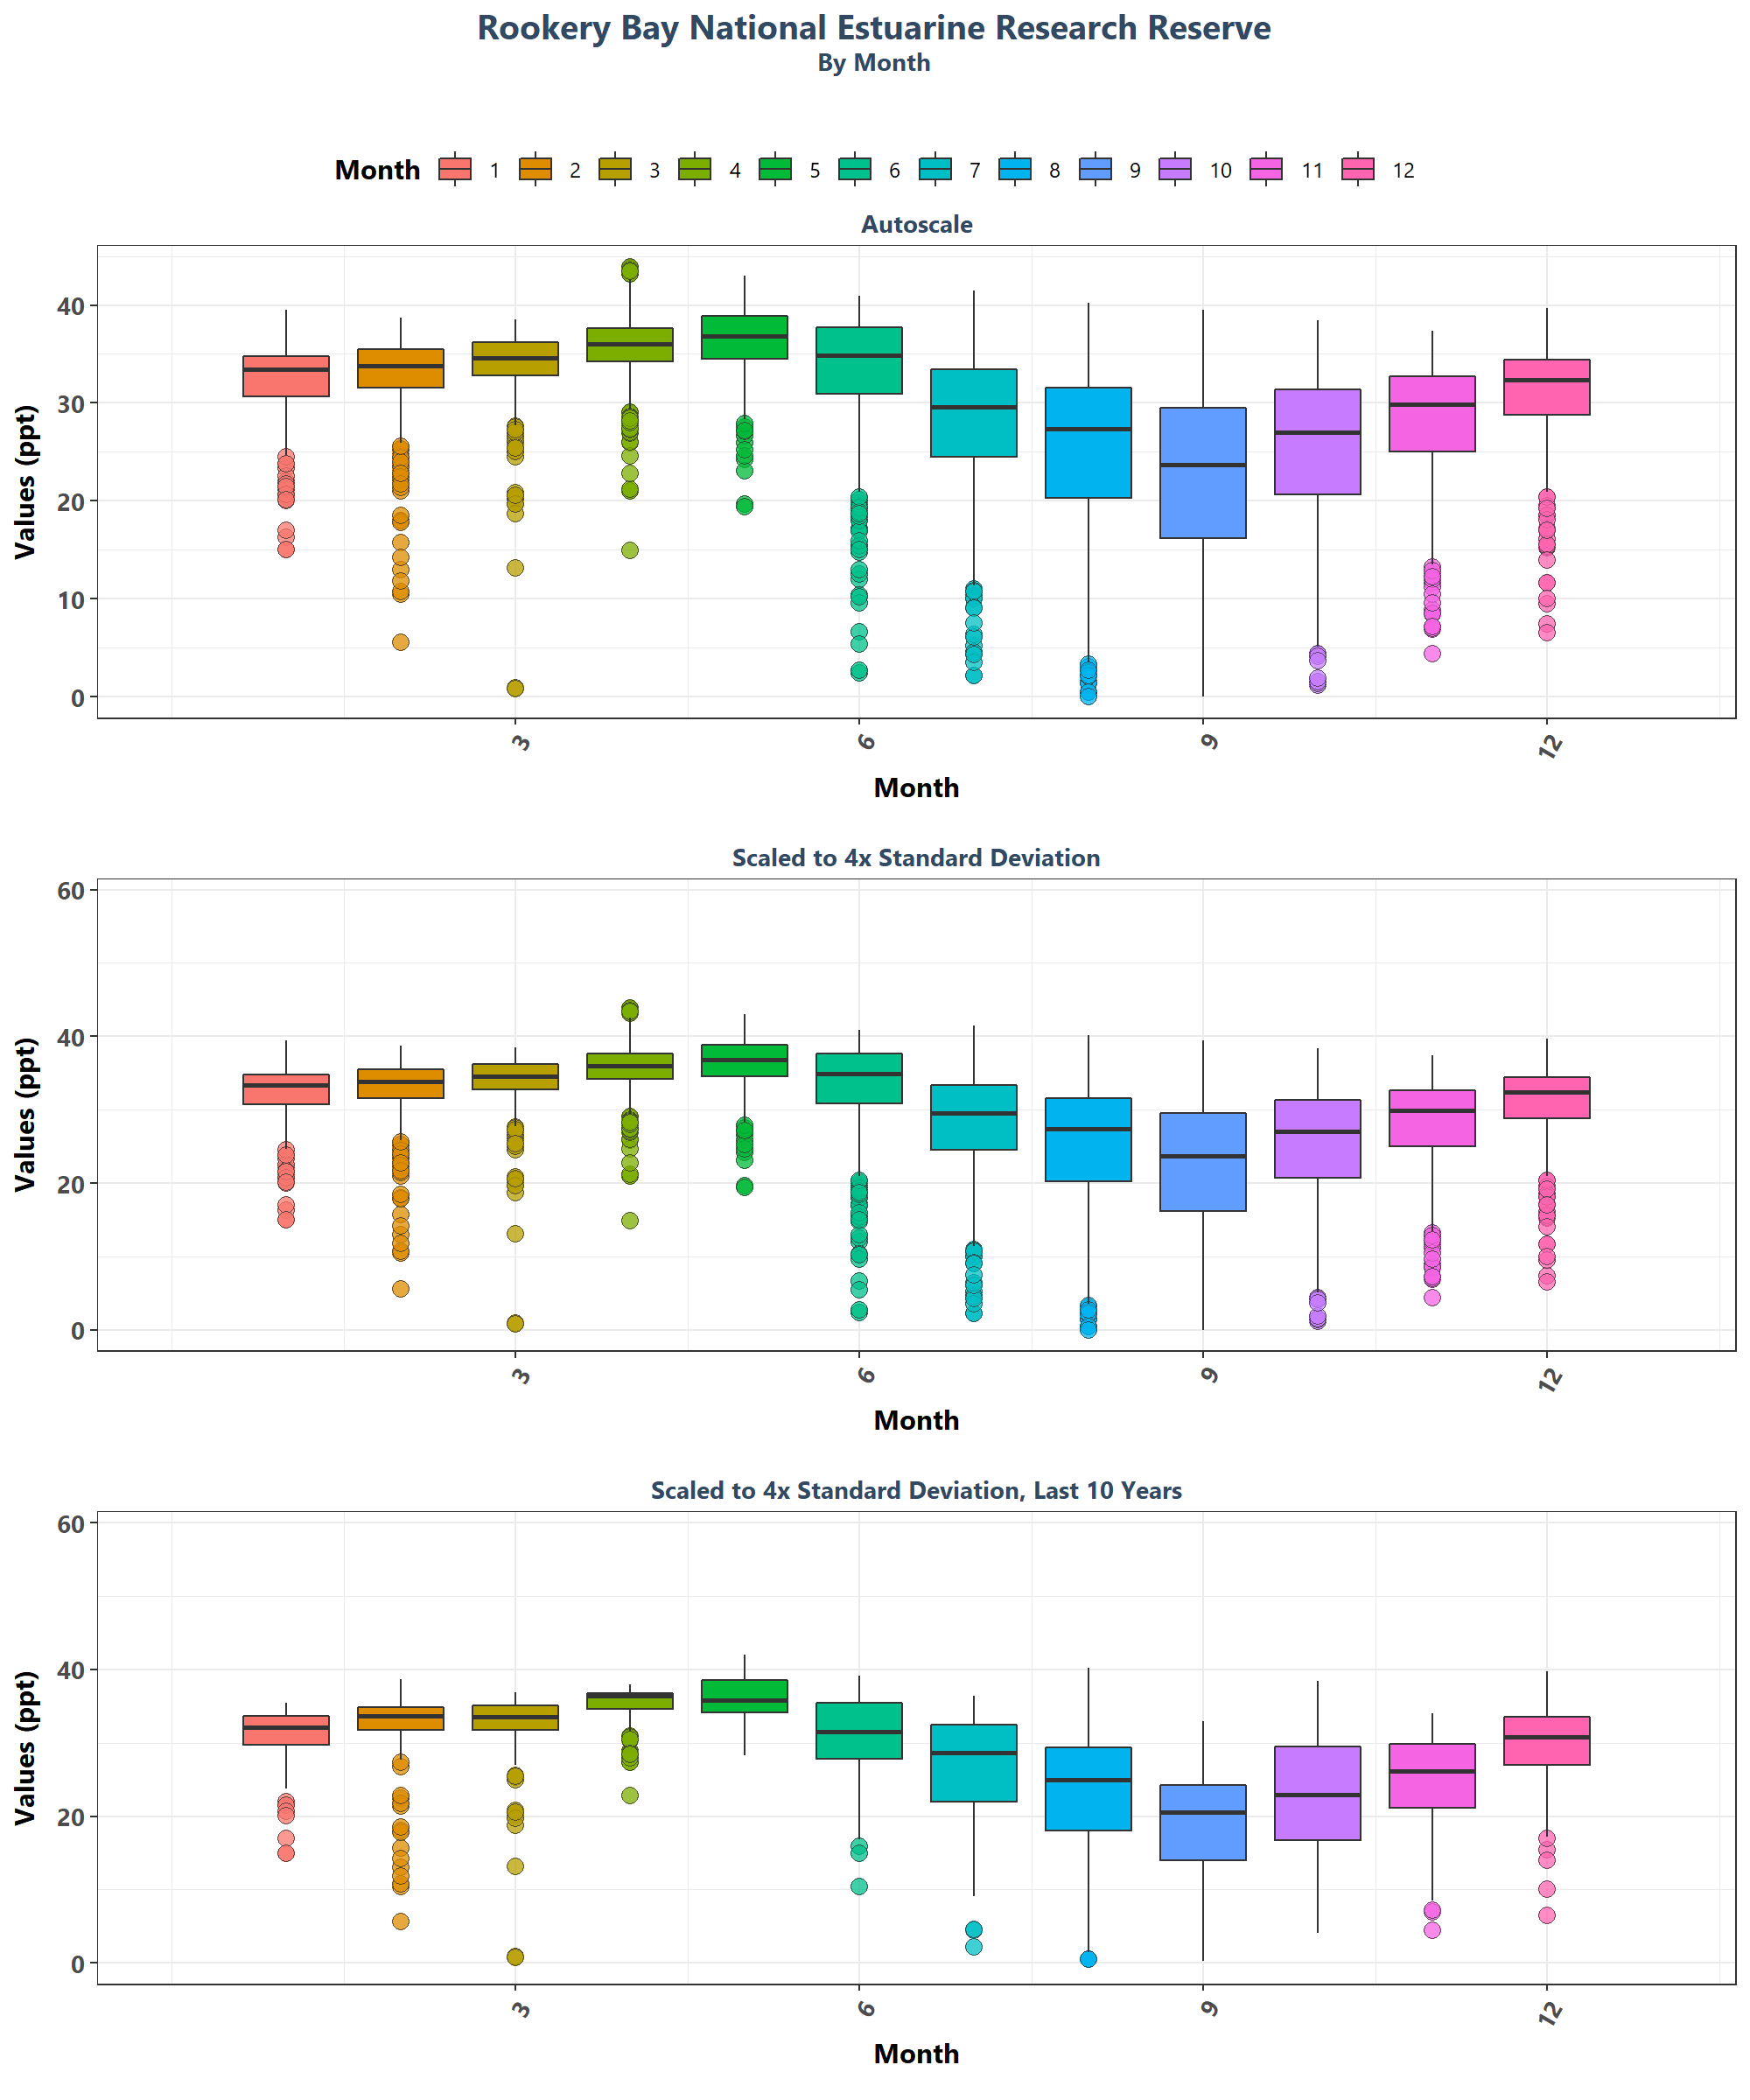 Rookery Bay National Estuarine Research Reserve
By Month
Month 1 2 3 4 5 6 7 8 9 10 11 12
Autoscale
Values (ppt)
40
30
20
10
0
3 6 9 12
Month
Scaled to 4x Standard Deviation
Values (ppt)
60
40
20
0
3 6 9 12
Month
Scaled to 4x Standard Deviation, Last 10 Years
Values (ppt)
60
40
20
0
3 6 9 12
Month